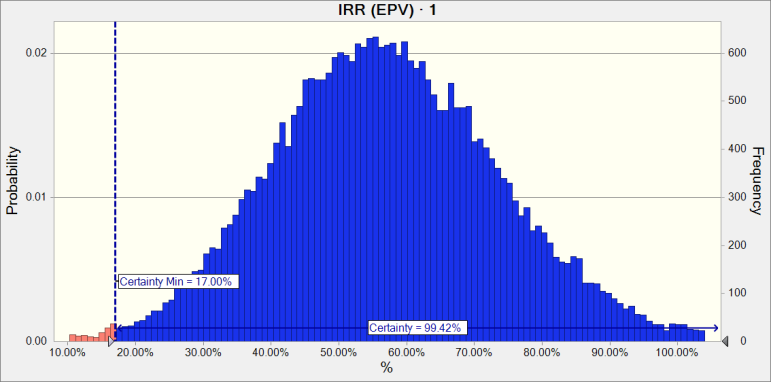 IRR (EPV) · 1
0.02
0.01
0.00
Probability
600
500
400
300
200
100
0
Frequency
Certainty Min = 17.00%
Certainty = 99.42%
10.00% 20.00% 30.00% 40.00% 50.00% 60.00% 70.00% 80.00% 90.00% 100.00%
%